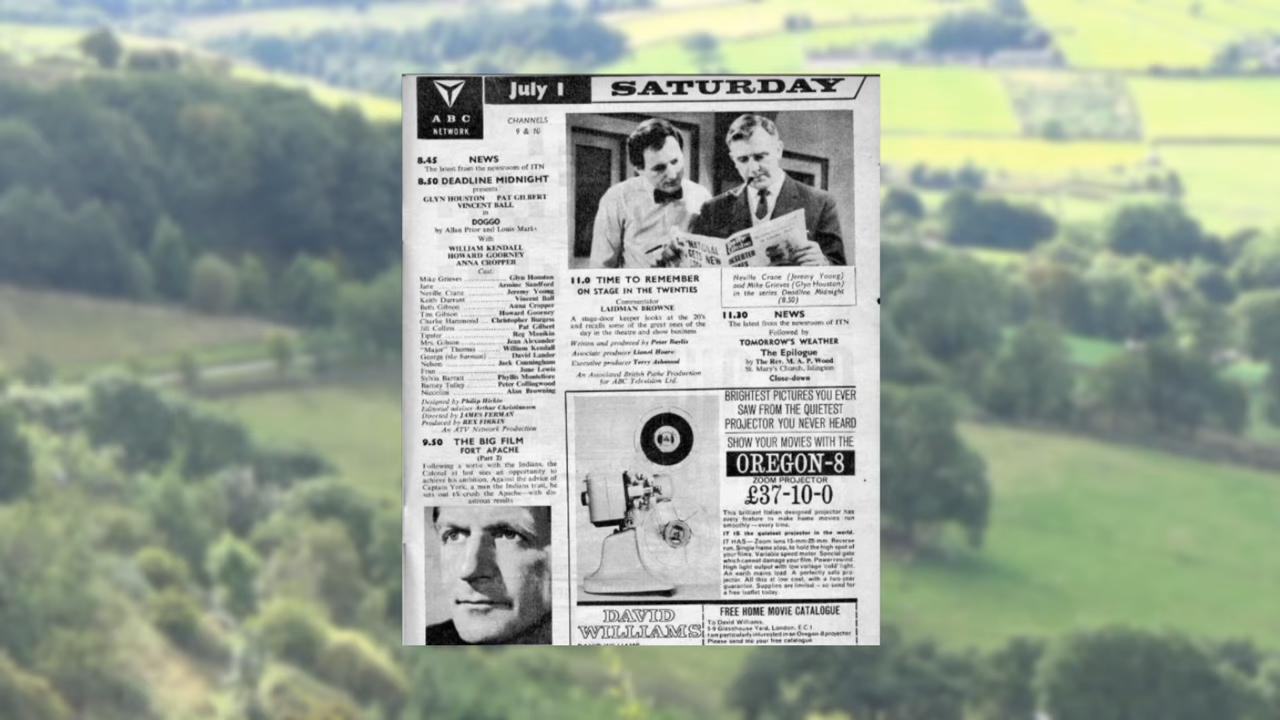 ABC
NETWORK
July 1
SATURDAY
CHANNELS
9 & 10
8.45 NEWS
The latest from the newsroom of ITN
8.50 DEADLINE MIDNIGHT
presents
GLYN HOUSTON PAT GILBERT
VINCENT BALL
in
DOGGO
by Allan Prior and Louis Marks
With
WILLIAM KENDALL
HOWARD GOORNEY
ANNA CROPPER
Cast:
Mike Grieves Glyn Houston
Jane Armine Sandford
Neville Crane Jeremy Young
Keith Durrant Vincent Ball
Beth Gibson Anna Cropper
Tim Gibson Howard Goorney
Charlie Hammond Christopher Burgess
Jill Collins Pat Gilbert
Tipster Reg
Mrs. Gibson Jean Alexander
"Major" Thomas William Kendall
George (the barman) David Lander
Nelson Jack Cunningham
Fran June Lewis
Sylvia Barratt Phyllis Montefiore
Barney Tulley Peter Collingwood
Alan Browning
Designed by Philip Hickie
Editorial adviser Arthur Christiansen
Directed by JAMES FERMAN
Produced by REX FIRKIN
An ATV Network Production
9.50 THE BIG FILM
FORT APACHE
(Part 2)
Following a sortie with the Indians, the
Colonel at last sees an opportunity to
achieve his ambition. Against the advice of
Captain York, a man the Indians trust, he
sets out to crush the Apache—with dis-
astrous results
11.0 TIME TO REMEMBER
ON STAGE IN THE TWENTIES
Commentator
LAIDMAN BROWNE
A stage-door keeper looks at the 20's
and recalls some of the great ones of the
day in the theatre and show business
Written and produced by Peter Baylis
Associate producer Lionel Hoare
Executive producer Terry Ashwood
An Associated British Pathe Production
for ABC Television Ltd.
Neville Crane (Jeremy Young)
and Mike Grieves (Glyn Houston)
in the series Deadline Midnight
(8.50)
11.30 NEWS
The latest from the newsroom of ITN
Followed by
TOMORROW'S WEATHER
The Epilogue
by The Rev. M. A. P. Wood
St. Mary's Church, Islington
Close-down
BRIGHTEST PICTURES YOU EVER
SAW FROM THE QUIETEST
PROJECTOR YOU NEVER HEARD
SHOW YOUR MOVIES WITH THE
OREGON-8
ZOOM PROJECTOR
£37-10-0
This brilliant Italian designed projector has
every feature to make home movies run
smoothly—every time.
IT IS the quietest projector in the world.
IT HAS—Zoom lens 15-mm-25-mm. Reverse
run. Single frame stop, to hold the high spot of
your films. Variable speed motor. Special gate
which cannot damage your film. Power rewind.
High light output with low voltage 'cold' light.
An earth mains lead. A perfectly safe pro-
jector. All this at low cost, with a two-year
guarantee. Supplies are limited — so send for
a free leaflet today.
DAVID
WILLIAMS
FREE HOME MOVIE CATALOGUE
To David Williams,
5-9 Glasshouse Yard, London, E.C.1.
I am particularly interested in an Oregon-8 projector
Please send me your free catalogue